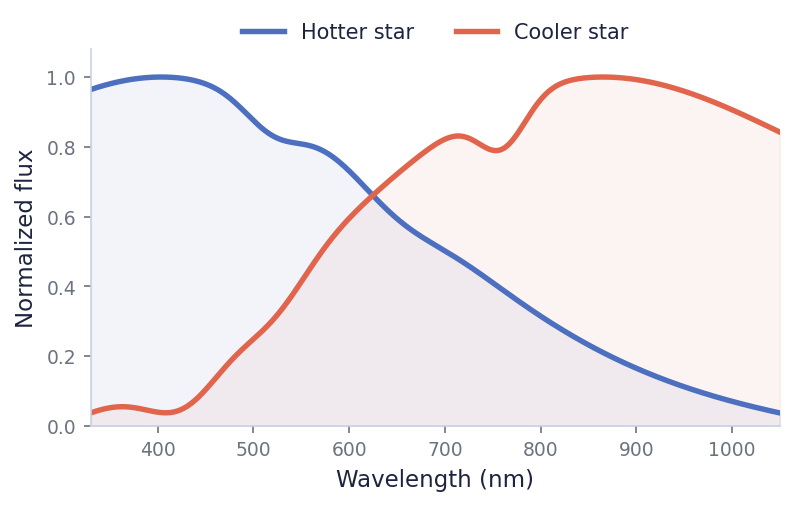 Hotter star
Cooler star
Normalized flux
1.0
0.8
0.6
0.4
0.2
0.0
400 500 600 700 800 900 1000
Wavelength (nm)